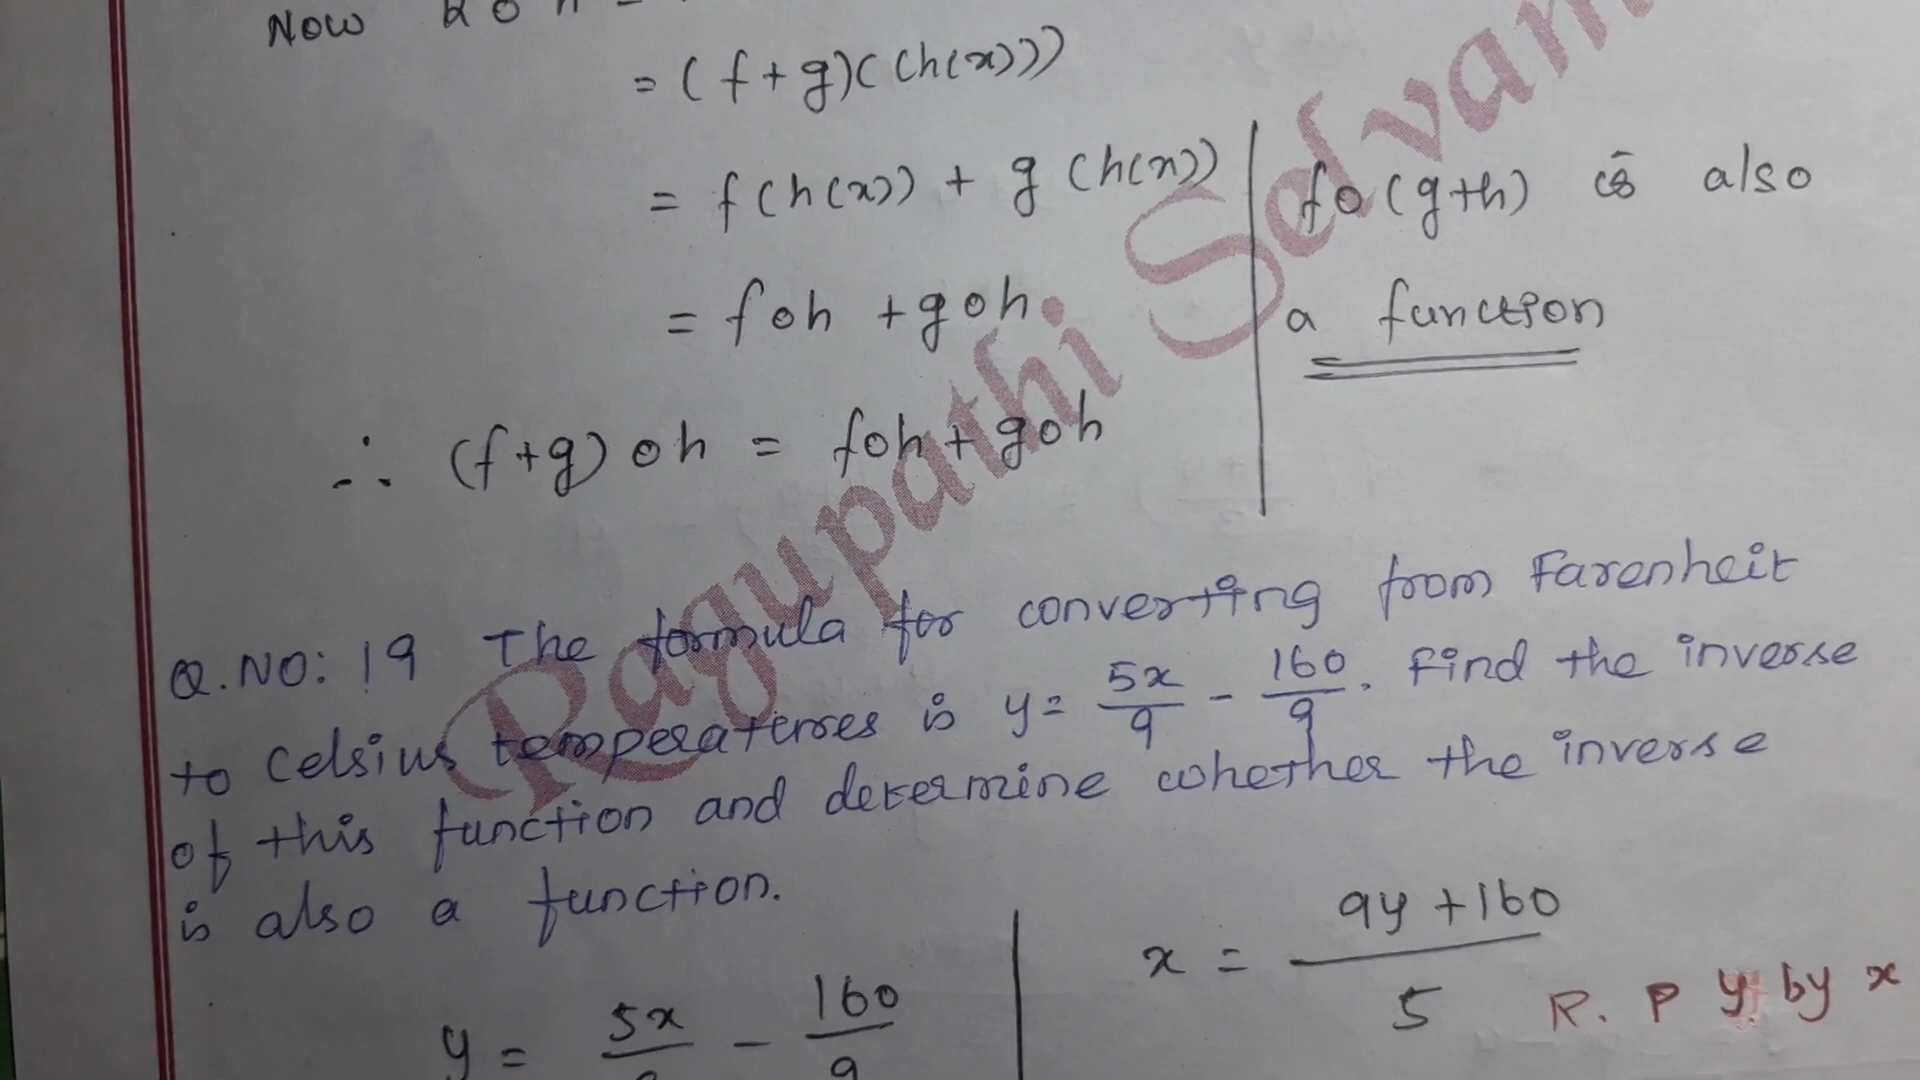 Now
= (f+g)((h(x)))
= f(h(x)) + g(h(x))
= foh + goh
∴ (f+g)oh = foh + goh
fo(g+h) is also
a function
Q.NO: 19 The formula for converting from Farenheit
to Celsius temperatures is y = 5x/9 - 160/9. Find the inverse
of this function and determine whether the inverse
is also a function.
y = 5x/9 - 160/9
x = 9y + 160/5
R. P y by x
Ragupathi Selvam